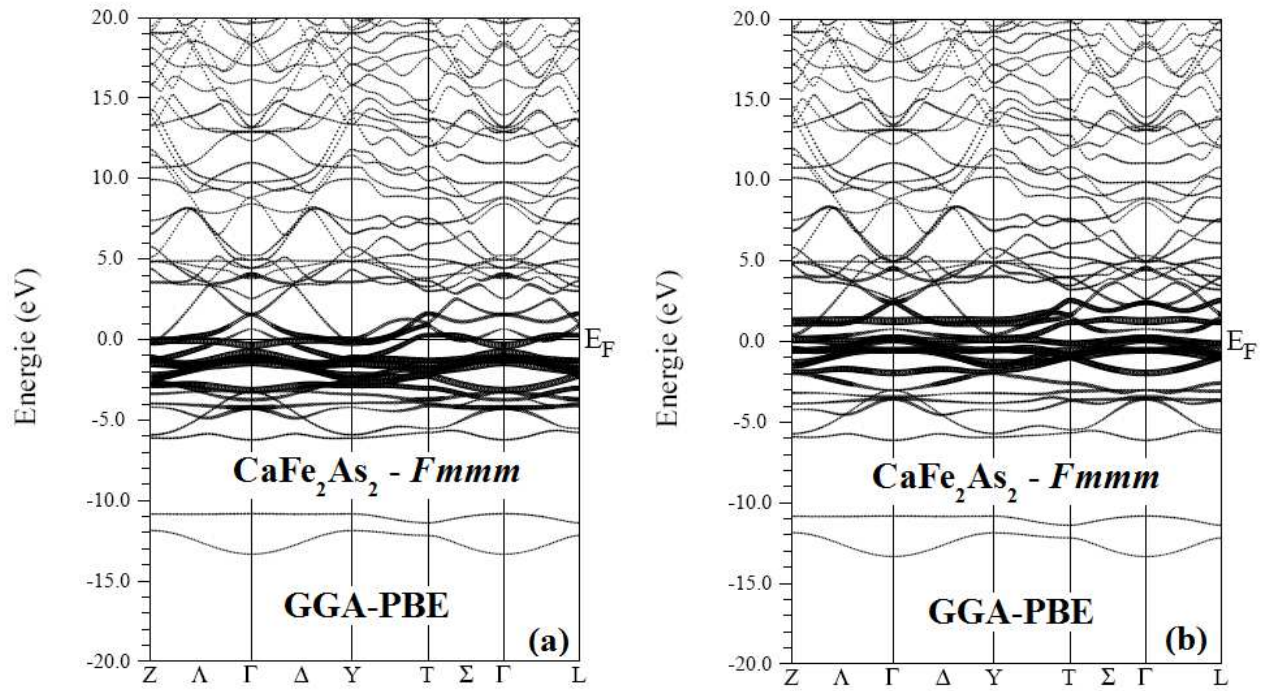 20.0
15.0
10.0
5.0
0.0
-5.0
-10.0
-15.0
-20.0
Energie (eV)
E_F
CaFe₂As₂ - Fmmm
GGA-PBE
(a)
Z Λ Γ Δ Y T Σ Γ L
20.0
15.0
10.0
5.0
0.0
-5.0
-10.0
-15.0
-20.0
Energie (eV)
E_F
CaFe₂As₂ - Fmmm
GGA-PBE
(b)
Z Λ Γ Δ Y T Σ Γ L